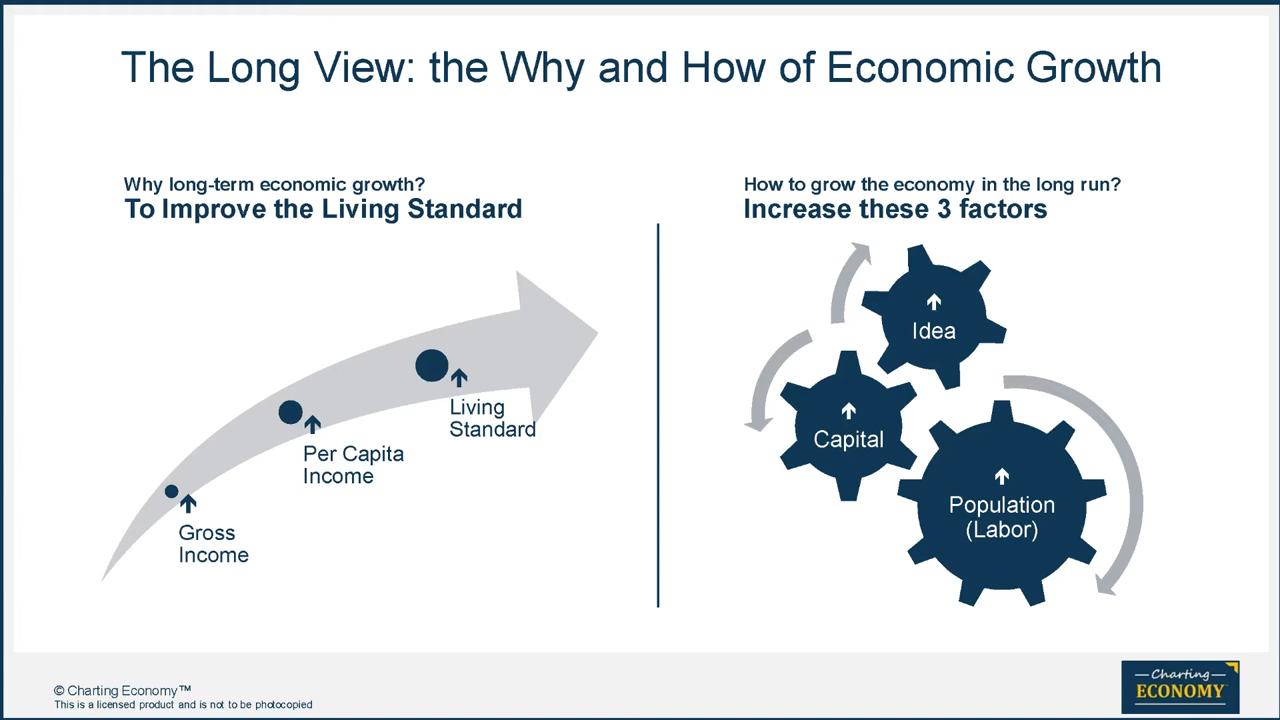 The Long View: the Why and How of Economic Growth
Why long-term economic growth?
To Improve the Living Standard
Gross
Income
Per Capita
Income
Living
Standard
How to grow the economy in the long run?
Increase these 3 factors
Idea
Capital
Population
(Labor)
© Charting Economy™
This is a licensed product and is not to be photocopied
Charting
ECONOMY